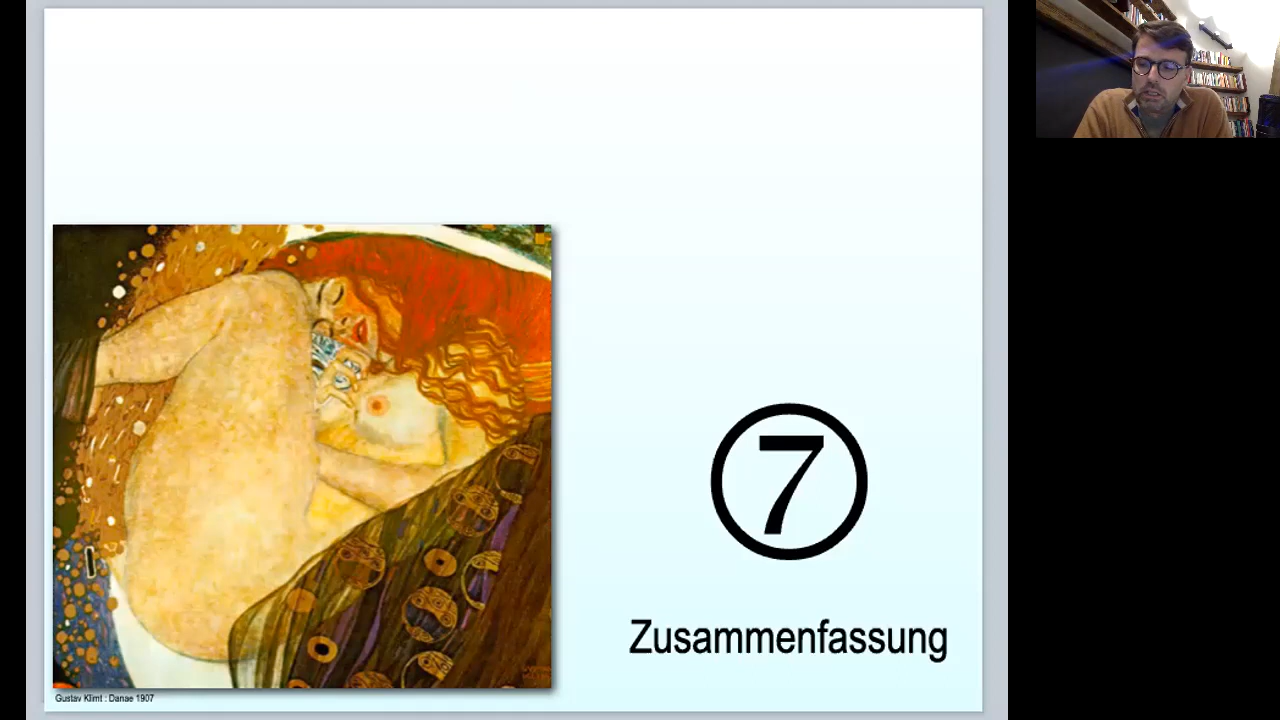 ⑦
Zusammenfassung
Gustav Klimt : Danae 1907